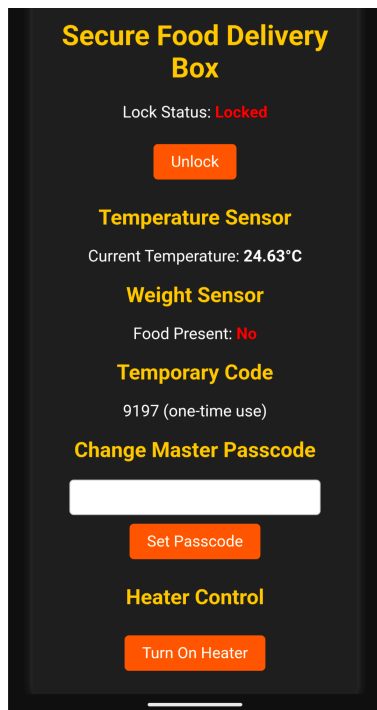 Secure Food Delivery
Box
Lock Status: Locked
Unlock
Temperature Sensor
Current Temperature: 24.63°C
Weight Sensor
Food Present: No
Temporary Code
9197 (one-time use)
Change Master Passcode
Set Passcode
Heater Control
Turn On Heater